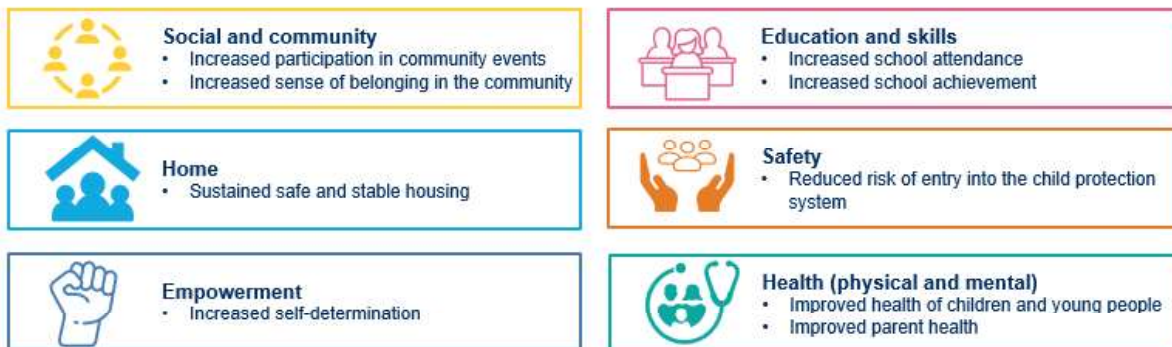 Social and community
• Increased participation in community events
• Increased sense of belonging in the community
Education and skills
• Increased school attendance
• Increased school achievement
Home
• Sustained safe and stable housing
Safety
• Reduced risk of entry into the child protection
system
Empowerment
• Increased self-determination
Health (physical and mental)
• Improved health of children and young people
• Improved parent health